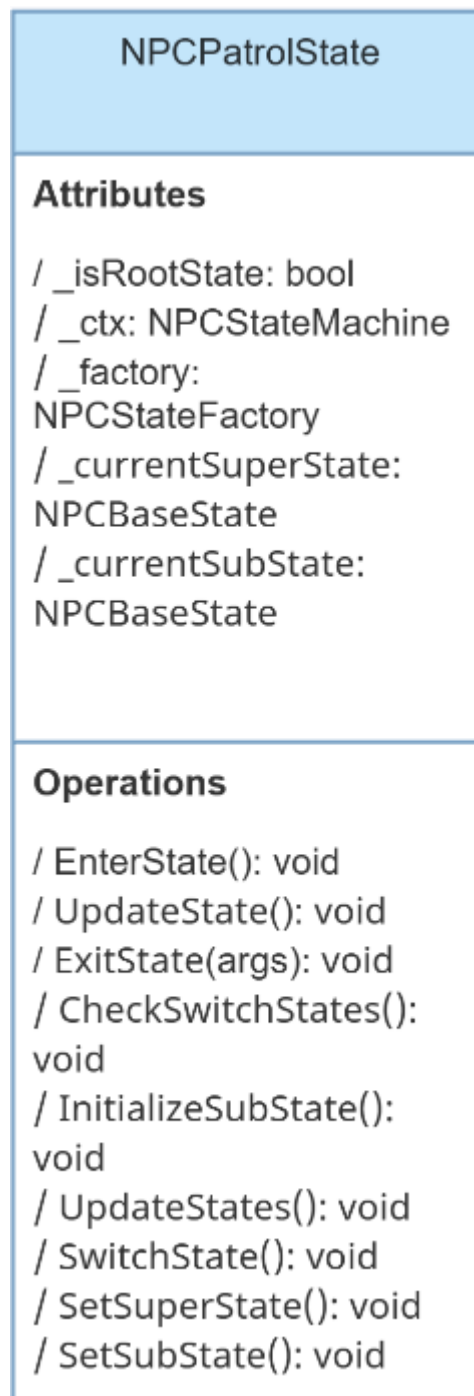 NPCPatrolState
Attributes
/ _isRootState: bool
/ _ctx: NPCStateMachine
/ _factory:
NPCStateFactory
/ _currentSuperState:
NPCBaseState
/ _currentSubState:
NPCBaseState
Operations
/ EnterState(): void
/ UpdateState(): void
/ ExitState(args): void
/ CheckSwitchStates():
void
/ InitializeSubState():
void
/ UpdateStates(): void
/ SwitchState(): void
/ SetSuperState(): void
/ SetSubState(): void